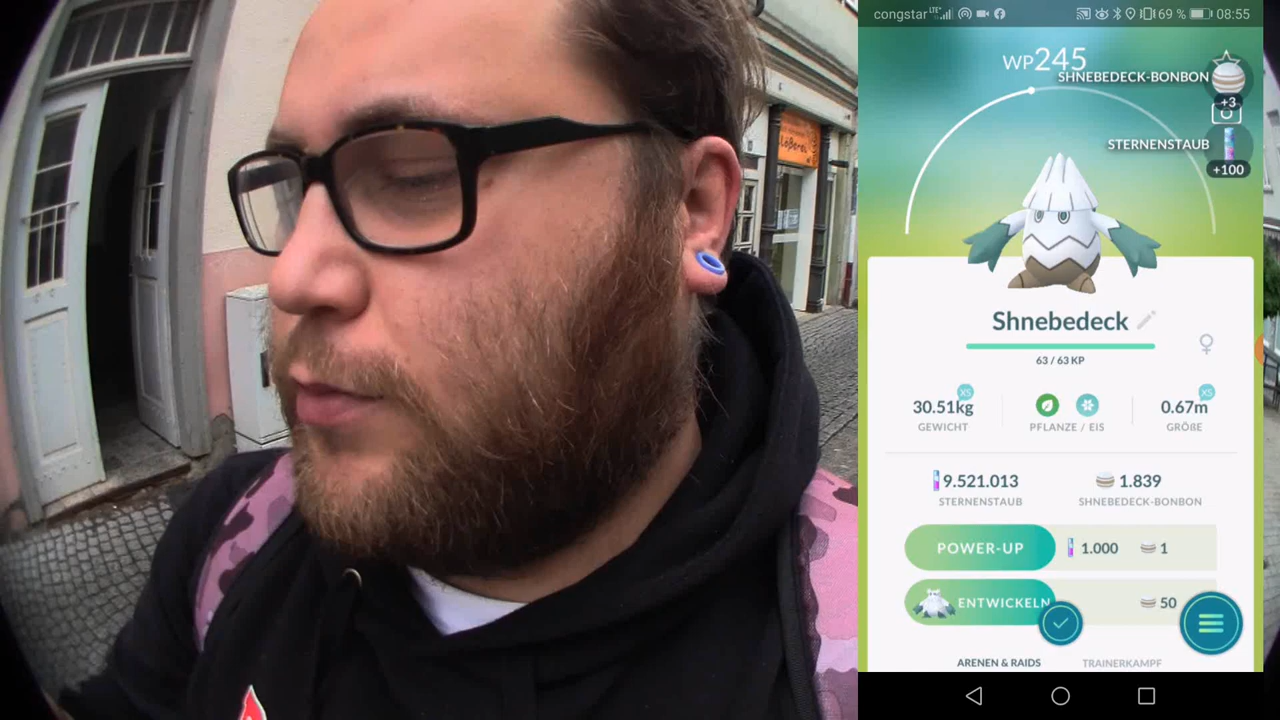 congstar LTE 69 % 08:55
WP245
SHNEBEDECK-BONBON
+3
STERNENSTAUB
+100
Shnebedeck
63 / 63 KP
XS XS
30.51kg 0.67m
GEWICHT PFLANZE / EIS GRÖSSE
9.521.013 1.839
STERNENSTAUB SHNEBEDECK-BONBON
POWER-UP 1.000 1
ENTWICKELN 50
ARENEN & RAIDS TRAINERKAMPF